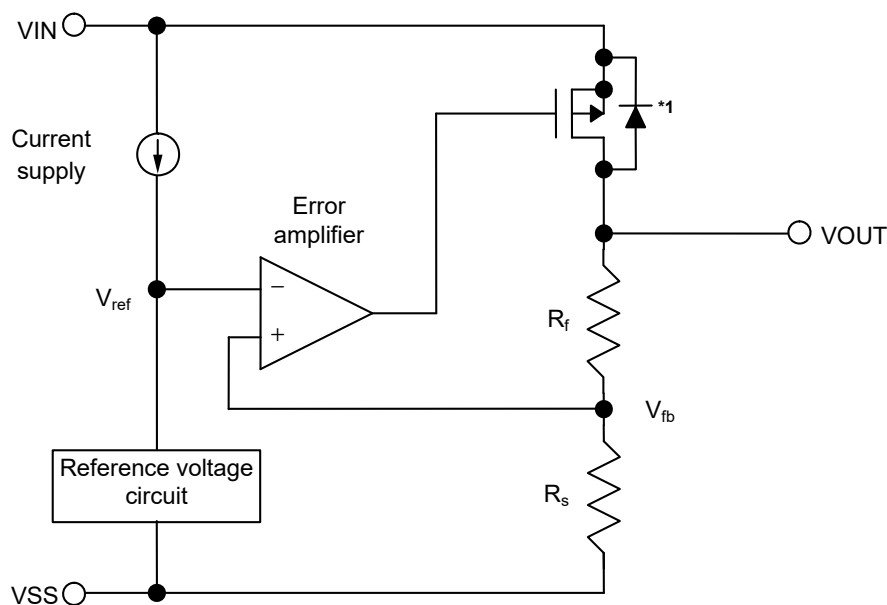 VIN
*1
Current
supply
Error
amplifier
VOUT
Vref
−
+
Rf
Vfb
Reference voltage
circuit
Rs
VSS